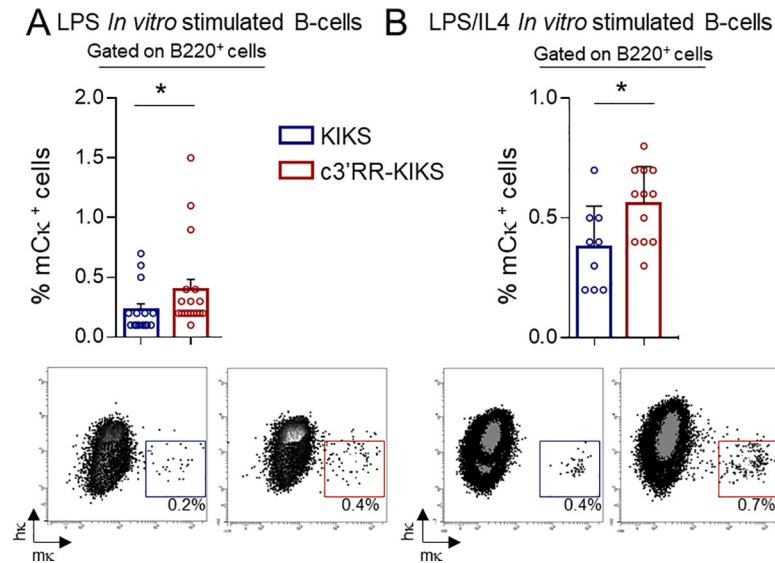 A LPS In vitro stimulated B-cells
Gated on B220+ cells
% mCκ + cells
2.0
1.5
1.0
0.5
0.0
*
KIKS
c3'RR-KIKS
B LPS/IL4 In vitro stimulated B-cells
Gated on B220+ cells
% mCκ + cells
1.0
0.5
0.0
*
0.2%
0.4%
hκ
mκ
0.4%
0.7%
hκ
mκ